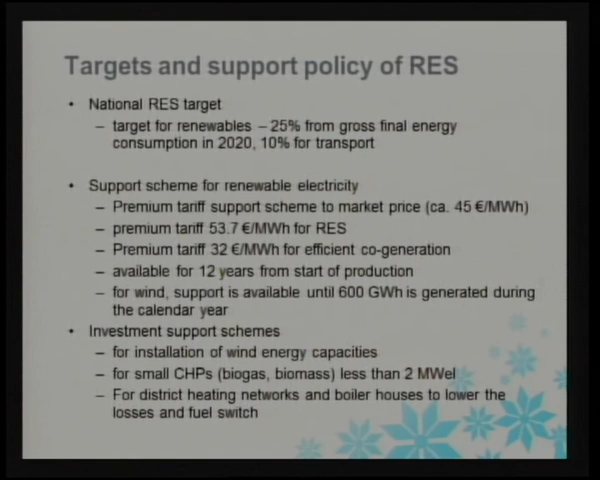 Targets and support policy of RES
• National RES target
– target for renewables – 25% from gross final energy
consumption in 2020, 10% for transport
• Support scheme for renewable electricity
– Premium tariff support scheme to market price (ca. 45 €/MWh)
– premium tariff 53.7 €/MWh for RES
– Premium tariff 32 €/MWh for efficient co-generation
– available for 12 years from start of production
– for wind, support is available until 600 GWh is generated during
the calendar year
• Investment support schemes
– for installation of wind energy capacities
– for small CHPs (biogas, biomass) less than 2 MWel
– For district heating networks and boiler houses to lower the
losses and fuel switch